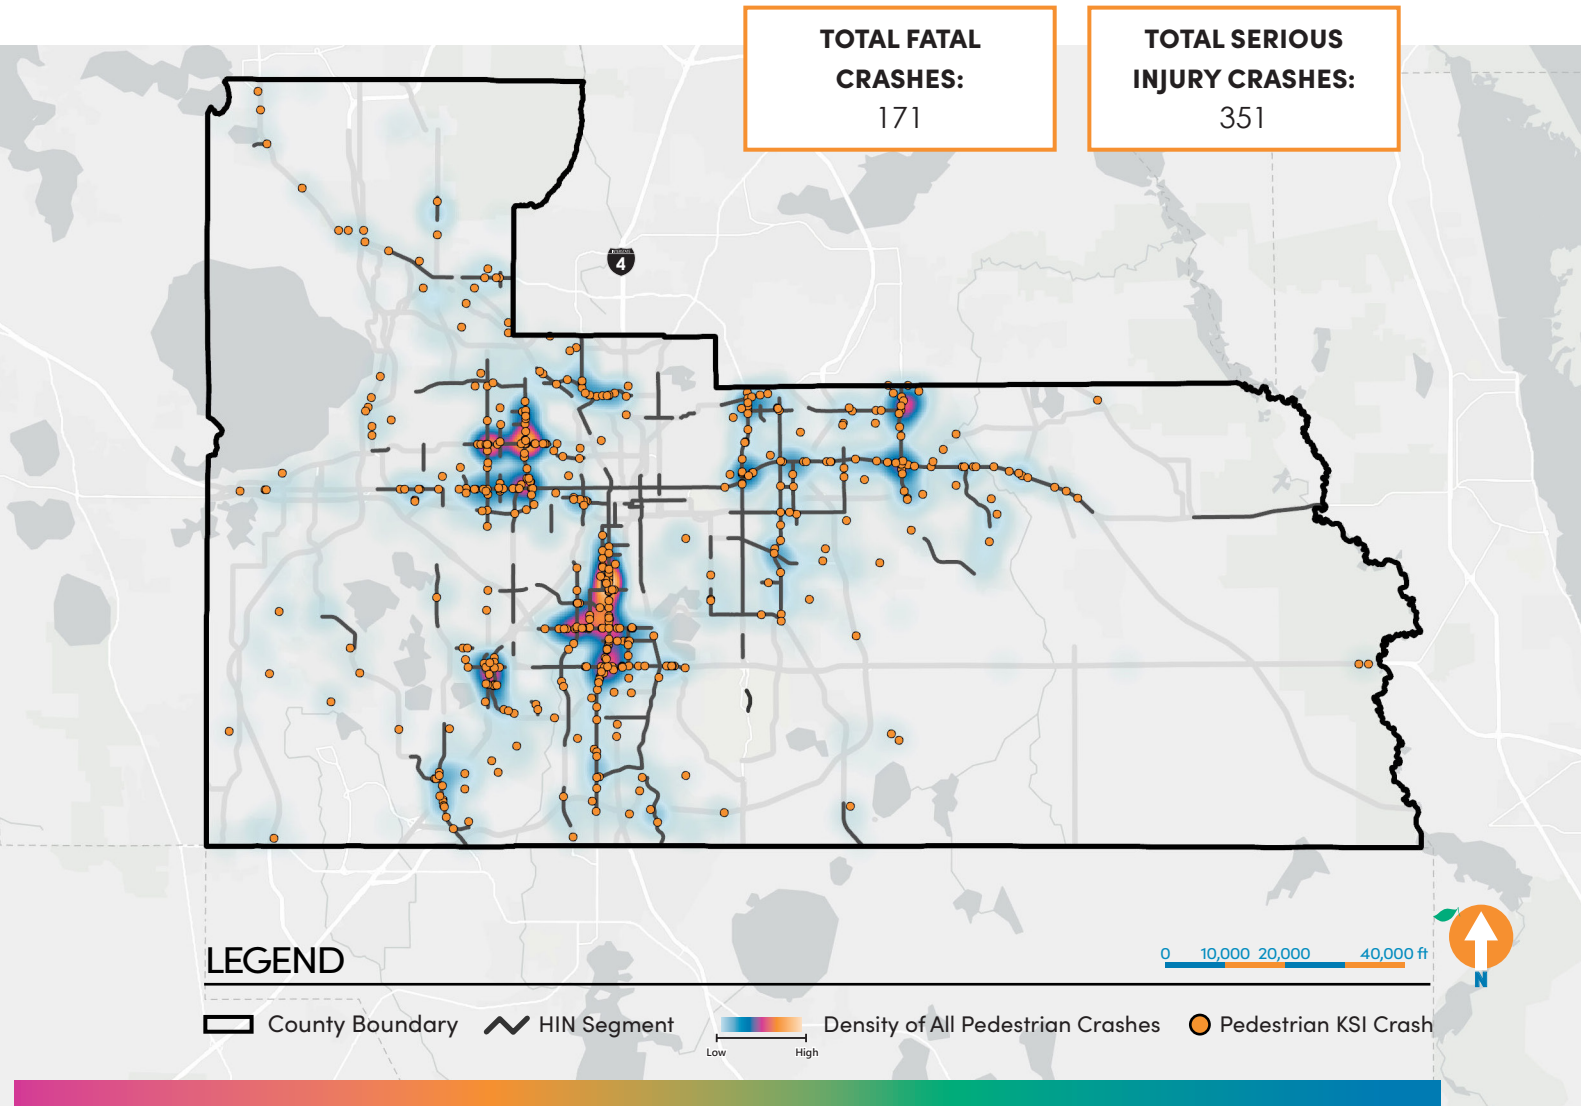 TOTAL FATAL
CRASHES:
171
TOTAL SERIOUS
INJURY CRASHES:
351
4
LEGEND
0 10,000 20,000 40,000 ft
N
County Boundary
HIN Segment
Low High
Density of All Pedestrian Crashes
Pedestrian KSI Crash